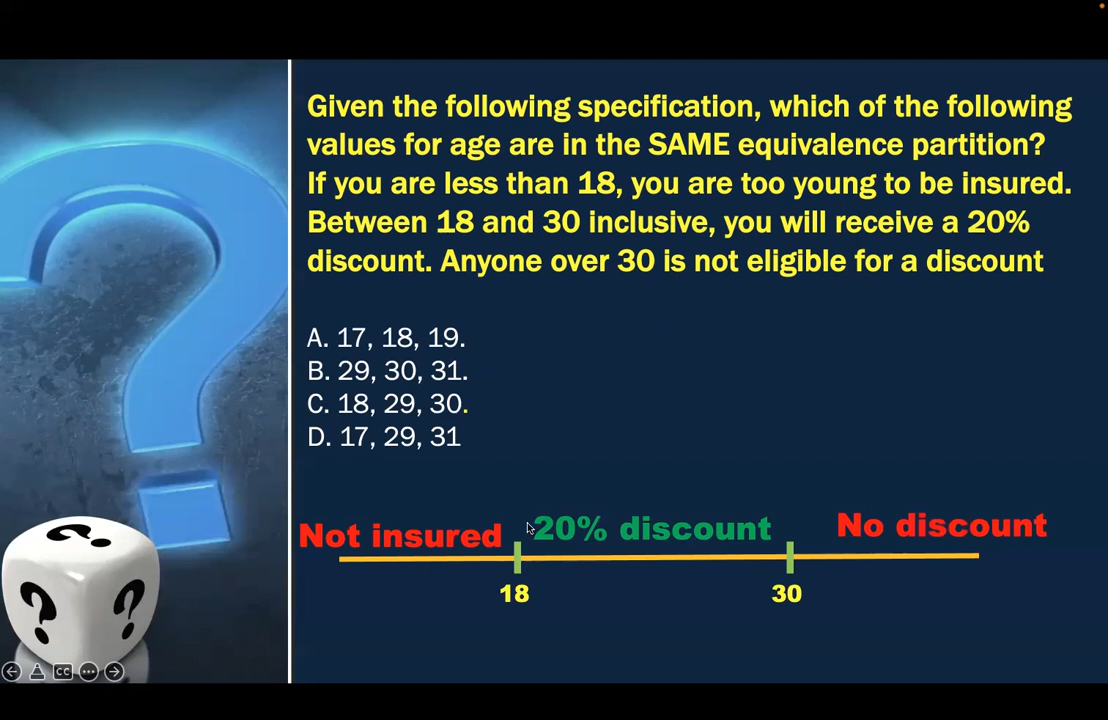 Given the following specification, which of the following
values for age are in the SAME equivalence partition?
If you are less than 18, you are too young to be insured.
Between 18 and 30 inclusive, you will receive a 20%
discount. Anyone over 30 is not eligible for a discount
A. 17, 18, 19.
B. 29, 30, 31.
C. 18, 29, 30.
D. 17, 29, 31
Not insured 20% discount No discount
18 30
? ? ?
CC